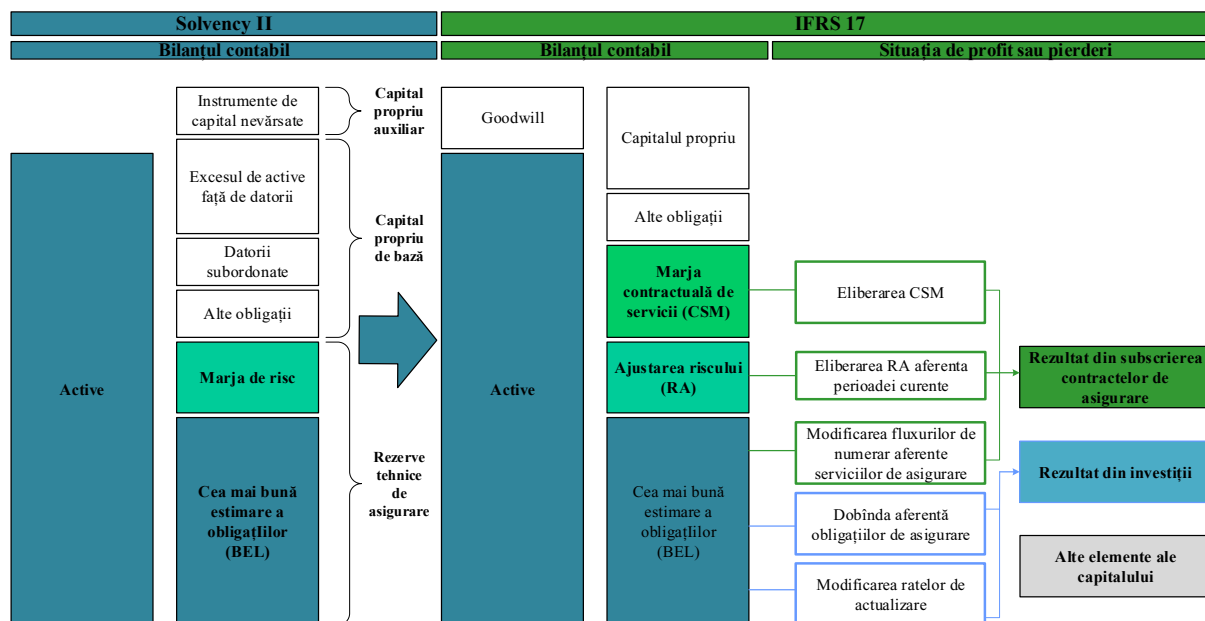 Solvency II
IFRS 17
Bilanțul contabil
Bilanțul contabil
Situația de profit sau pierderi
Active
Instrumente de
capital nevărsate
Excesul de active
față de datorii
Datorii
subordonate
Alte obligații
Marja de risc
Cea mai bună
estimare a
obligațIilor
(BEL)
Capital
propriu
auxiliar
Capital
propriu
de bază
Rezerve
tehnice
de
asigurare
Goodwill
Active
Capitalul propriu
Alte obligații
Marja
contractuală de
servicii (CSM)
Ajustarea riscului
(RA)
Cea mai bună
estimare a
obligațIilor
(BEL)
Eliberarea CSM
Eliberarea RA aferenta
perioadei curente
Modificarea fluxurilor de
numerar aferente
serviciilor de asigurare
Dobînda aferentă
obligațiilor de asigurare
Modificarea ratelor de
actualizare
Rezultat din subscrierea
contractelor de
asigurare
Rezultat din investiții
Alte elemente ale
capitalului